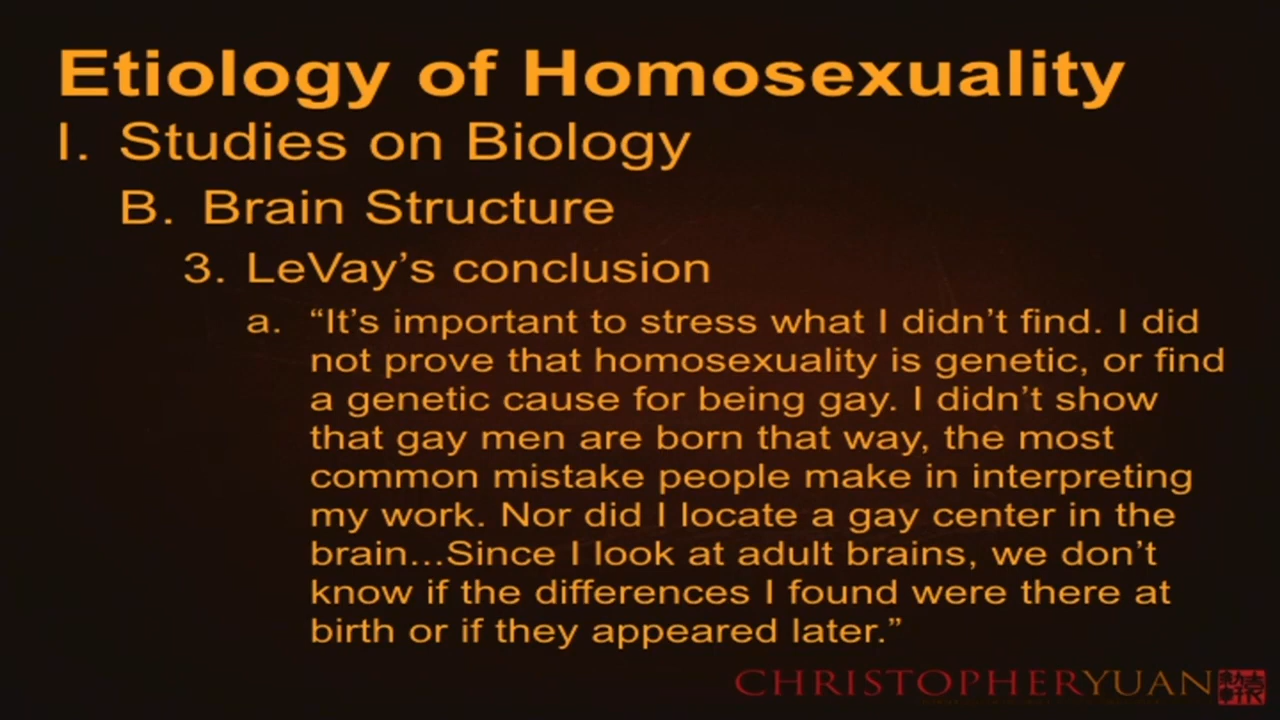 Etiology of Homosexuality
I. Studies on Biology
B. Brain Structure
3. LeVay’s conclusion
a. “It’s important to stress what I didn’t find. I did
not prove that homosexuality is genetic, or find
a genetic cause for being gay. I didn’t show
that gay men are born that way, the most
common mistake people make in interpreting
my work. Nor did I locate a gay center in the
brain...Since I look at adult brains, we don’t
know if the differences I found were there at
birth or if they appeared later.”
CHRISTOPHERYUAN